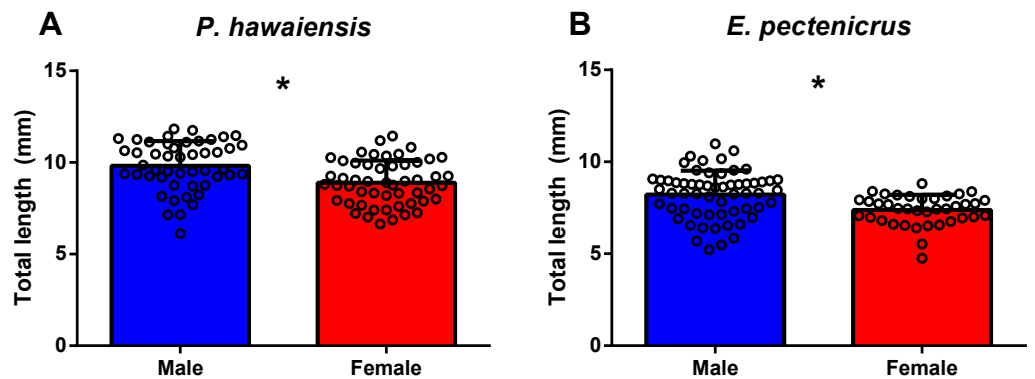 A
P. hawaiensis
Total length (mm)
15
10
5
0
*
Male
Female
B
E. pectenicrus
Total length (mm)
15
10
5
0
*
Male
Female